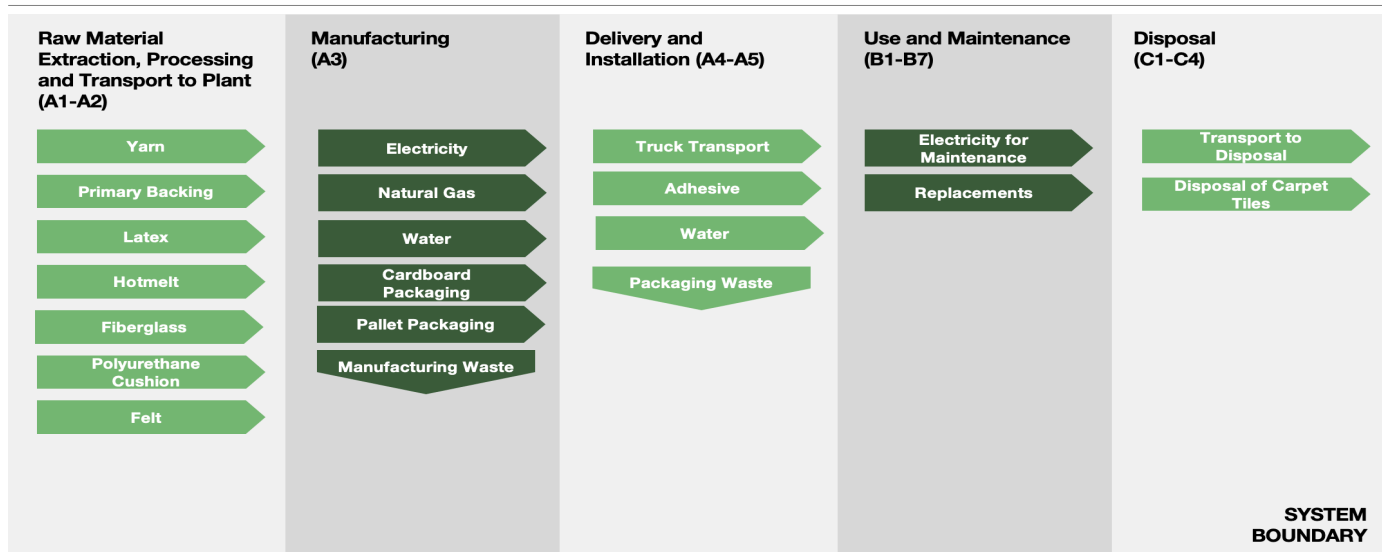 Raw Material
Extraction, Processing
and Transport to Plant
(A1-A2)
Yarn
Primary Backing
Latex
Hotmelt
Fiberglass
Polyurethane
Cushion
Felt
Manufacturing
(A3)
Electricity
Natural Gas
Water
Cardboard
Packaging
Pallet Packaging
Manufacturing Waste
Delivery and
Installation (A4-A5)
Truck Transport
Adhesive
Water
Packaging Waste
Use and Maintenance
(B1-B7)
Electricity for
Maintenance
Replacements
Disposal
(C1-C4)
Transport to
Disposal
Disposal of Carpet
Tiles
SYSTEM
BOUNDARY